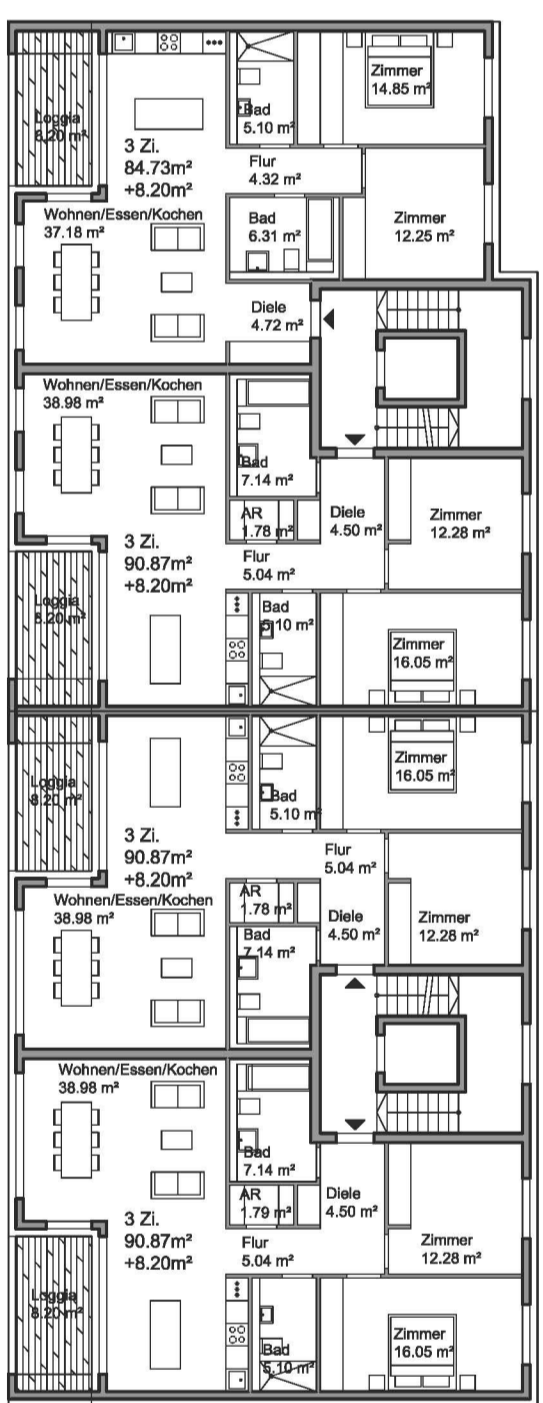 Loggia
8.20 m²
3 Zi.
84.73m²
+8.20m²
Wohnen/Essen/Kochen
37.18 m²
Bad
5.10 m²
Zimmer
14.85 m²
Flur
4.32 m²
Bad
6.31 m²
Zimmer
12.25 m²
Diele
4.72 m²
Wohnen/Essen/Kochen
38.98 m²
Bad
7.14 m²
AR
1.78 m²
Diele
4.50 m²
Zimmer
12.28 m²
3 Zi.
90.87m²
+8.20m²
Flur
5.04 m²
Loggia
8.20 m²
Bad
5.10 m²
Zimmer
16.05 m²
Loggia
8.20 m²
Bad
5.10 m²
Zimmer
16.05 m²
3 Zi.
90.87m²
+8.20m²
Flur
5.04 m²
Wohnen/Essen/Kochen
38.98 m²
AR
1.78 m²
Bad
7.14 m²
Diele
4.50 m²
Zimmer
12.28 m²
Wohnen/Essen/Kochen
38.98 m²
Bad
7.14 m²
AR
1.79 m²
Diele
4.50 m²
Zimmer
12.28 m²
3 Zi.
90.87m²
+8.20m²
Flur
5.04 m²
Loggia
8.20 m²
Bad
5.10 m²
Zimmer
16.05 m²